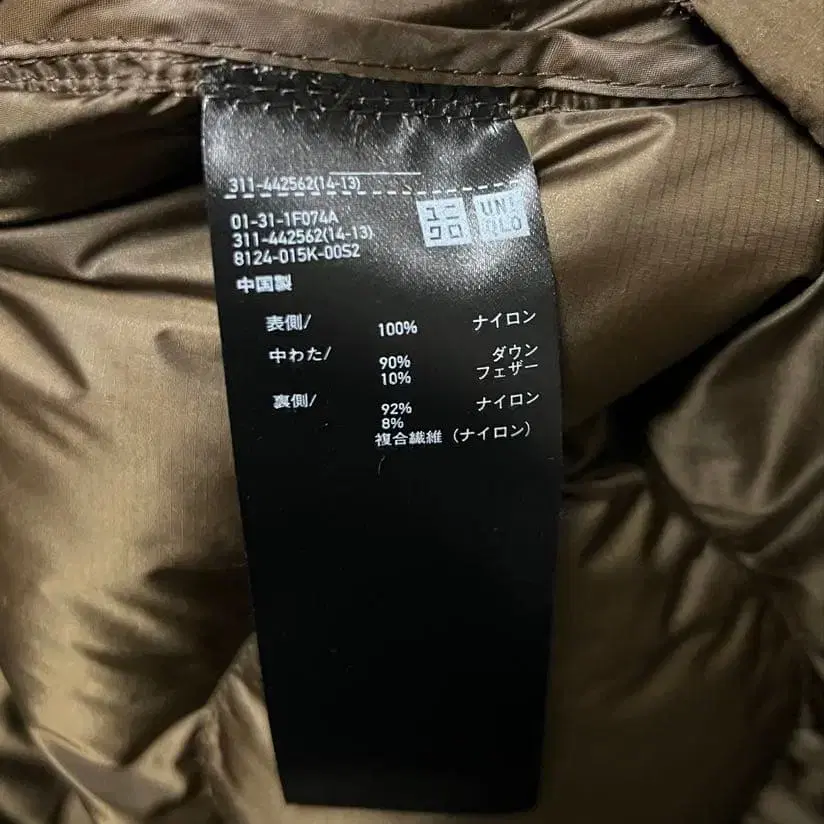 311-442562(14-13)
ユニクロ
UNIQLO
01-31-1F074A
311-442562(14-13)
8124-015K-00S2
中国製
表側/ 100% ナイロン
中わた/ 90% ダウン
10% フェザー
裏側/ 92% ナイロン
8%
複合繊維（ナイロン）